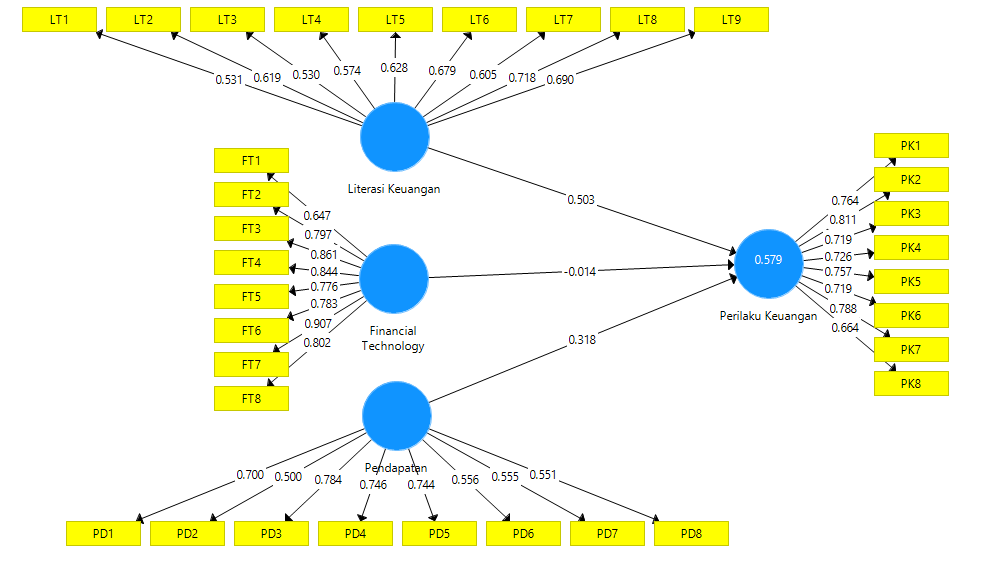 LT1 LT2 LT3 LT4 LT5 LT6 LT7 LT8 LT9
0.531 0.619 0.530 0.574 0.628 0.679 0.605 0.718 0.690
Literasi Keuangan
FT1
FT2
FT3
FT4
FT5
FT6
FT7
FT8
0.647
0.797
0.861
0.844
0.776
0.783
0.907
0.802
Financial
Technology
0.503
-0.014
0.318
0.579
Perilaku Keuangan
0.764
0.811
0.719
0.726
0.757
0.719
0.788
0.664
PK1
PK2
PK3
PK4
PK5
PK6
PK7
PK8
Pendapatan
0.700 0.500 0.784 0.746 0.744 0.556 0.555 0.551
PD1 PD2 PD3 PD4 PD5 PD6 PD7 PD8